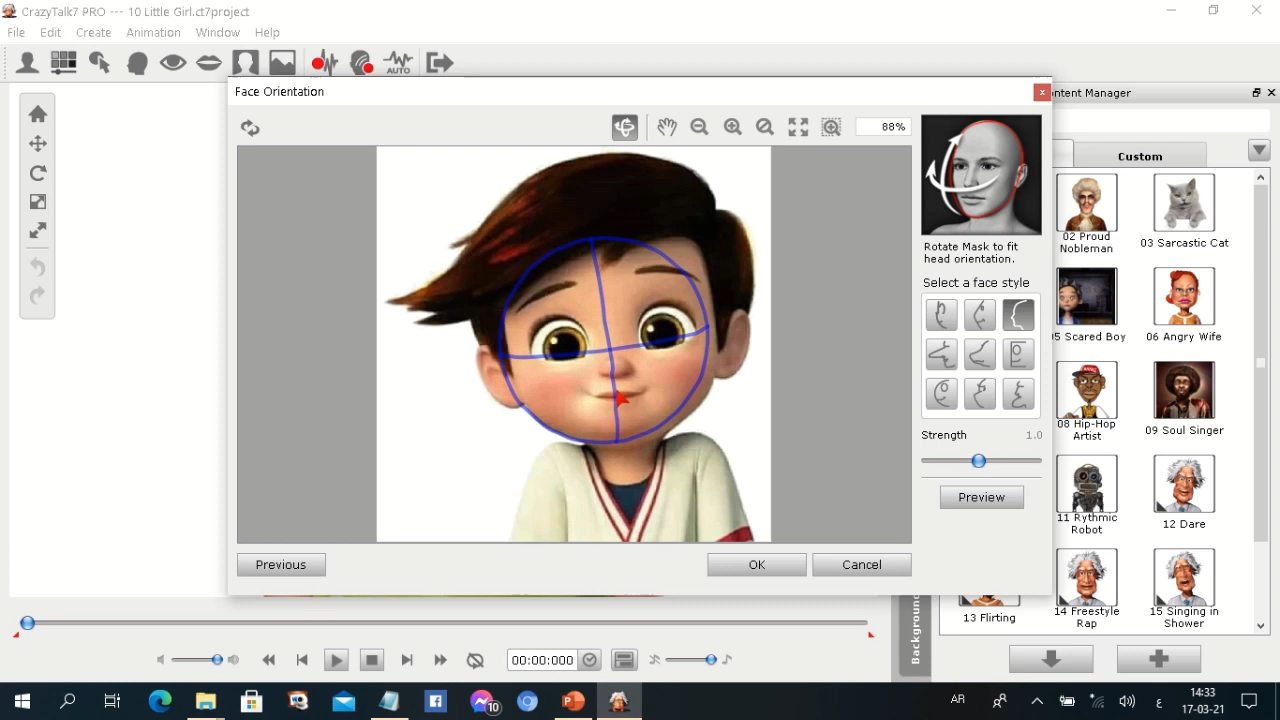 CrazyTalk7 PRO --- 10 Little Girl.ct7project
File Edit Create Animation Window Help
AUTO
Face Orientation
88%
Rotate Mask to fit
head orientation.
Select a face style
Strength 1.0
Preview
Previous OK Cancel
ntent Manager
Custom
02 Proud
Nobleman
03 Sarcastic Cat
05 Scared Boy
06 Angry Wife
08 Hip-Hop
Artist
09 Soul Singer
11 Rythmic
Robot
12 Dare
13 Flirting
14 Freestyle
Rap
15 Singing in
Shower
Background
00:00:000
10
AR
ع
14:33
17-03-21